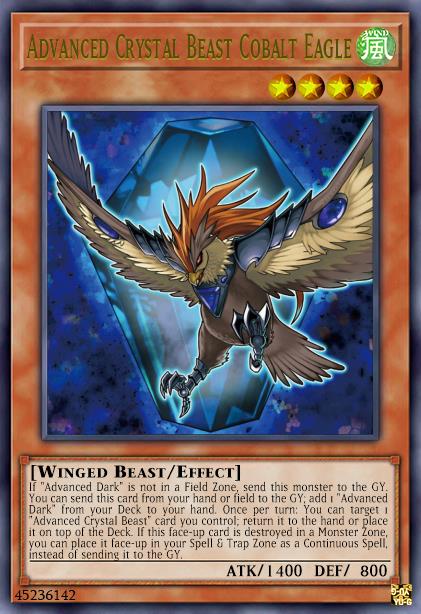 Advanced Crystal Beast Cobalt Eagle
WIND
風
[Winged Beast/Effect]
If "Advanced Dark" is not in a Field Zone, send this monster to the GY.
You can send this card from your hand or field to the GY; add 1 "Advanced
Dark" from your Deck to your hand. Once per turn: You can target 1
"Advanced Crystal Beast" card you control; return it to the hand or place
it on top of the Deck. If this face-up card is destroyed in a Monster Zone,
you can place it face-up in your Spell & Trap Zone as a Continuous Spell,
instead of sending it to the GY.
ATK/1400 DEF/ 800
45236142